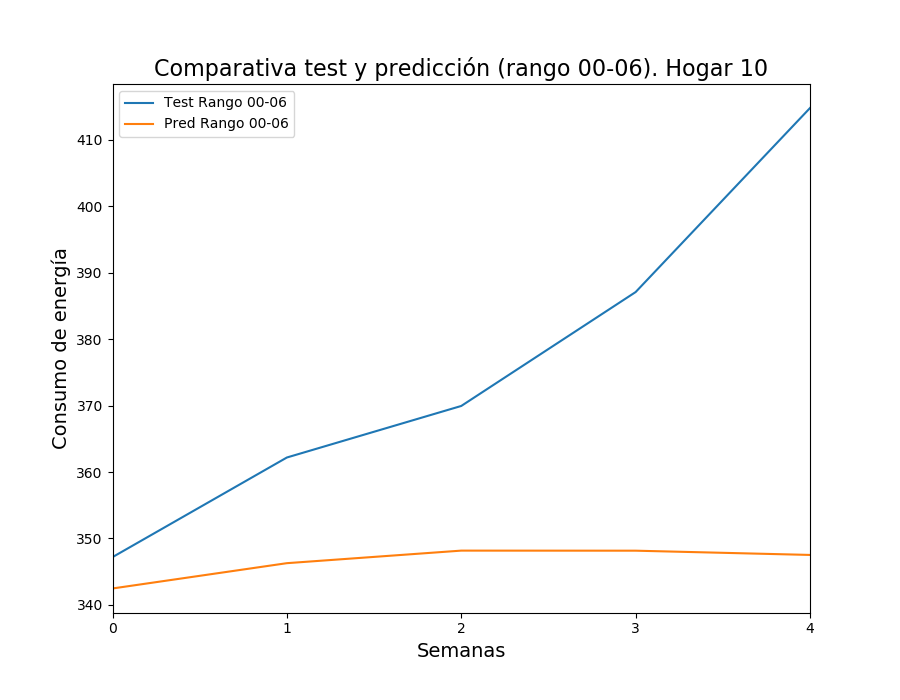 Comparativa test y predicción (rango 00-06). Hogar 10
Test Rango 00-06
Pred Rango 00-06
Consumo de energía
410
400
390
380
370
360
350
340
0 1 2 3 4
Semanas